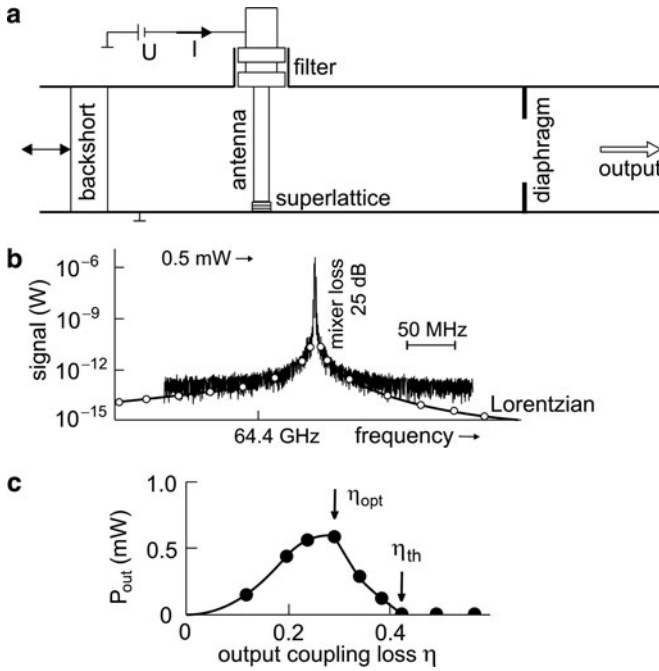 a
U
I
filter
backshort
antenna
superlattice
diaphragm
output
b
signal (W)
10⁻⁶
10⁻⁹
10⁻¹²
10⁻¹⁵
0.5 mW →
mixer loss
25 dB
50 MHz
Lorentzian
64.4 GHz
frequency →
c
P_out (mW)
1.0
0.5
0
η_opt
η_th
0
0.2
0.4
output coupling loss η